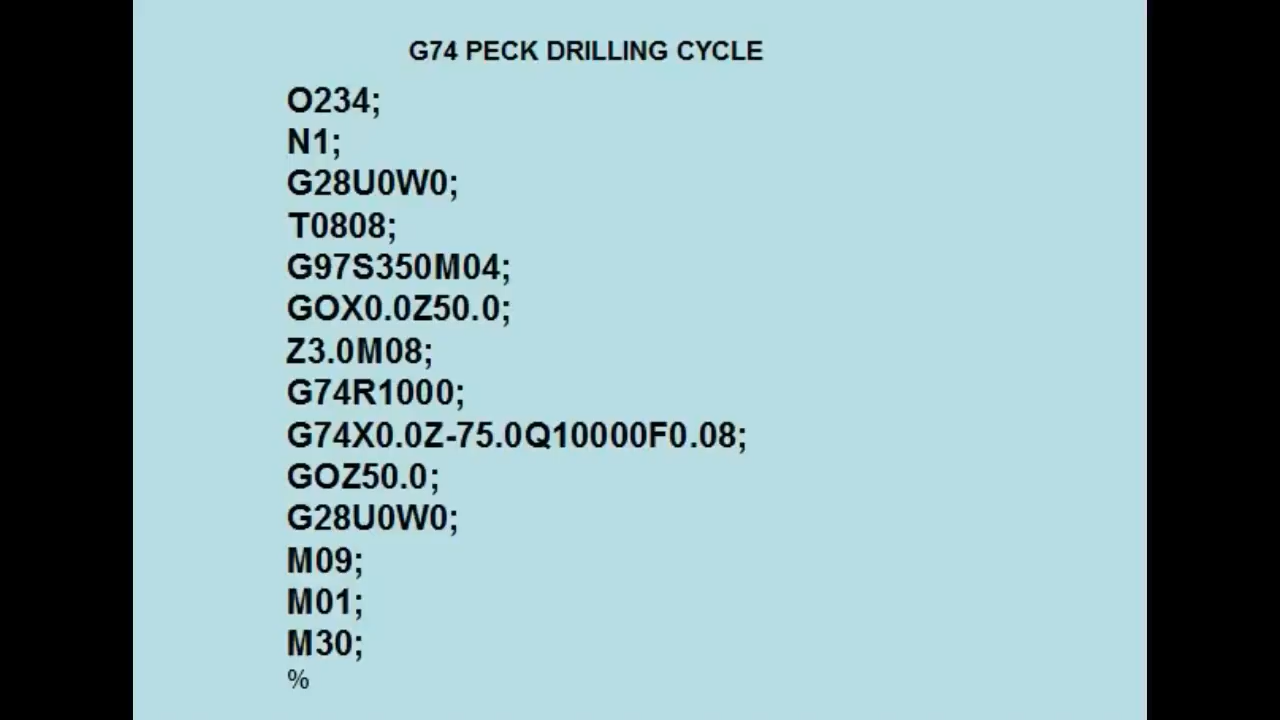 G74 PECK DRILLING CYCLE
O234;
N1;
G28U0W0;
T0808;
G97S350M04;
GOX0.0Z50.0;
Z3.0M08;
G74R1000;
G74X0.0Z-75.0Q10000F0.08;
GOZ50.0;
G28U0W0;
M09;
M01;
M30;
%